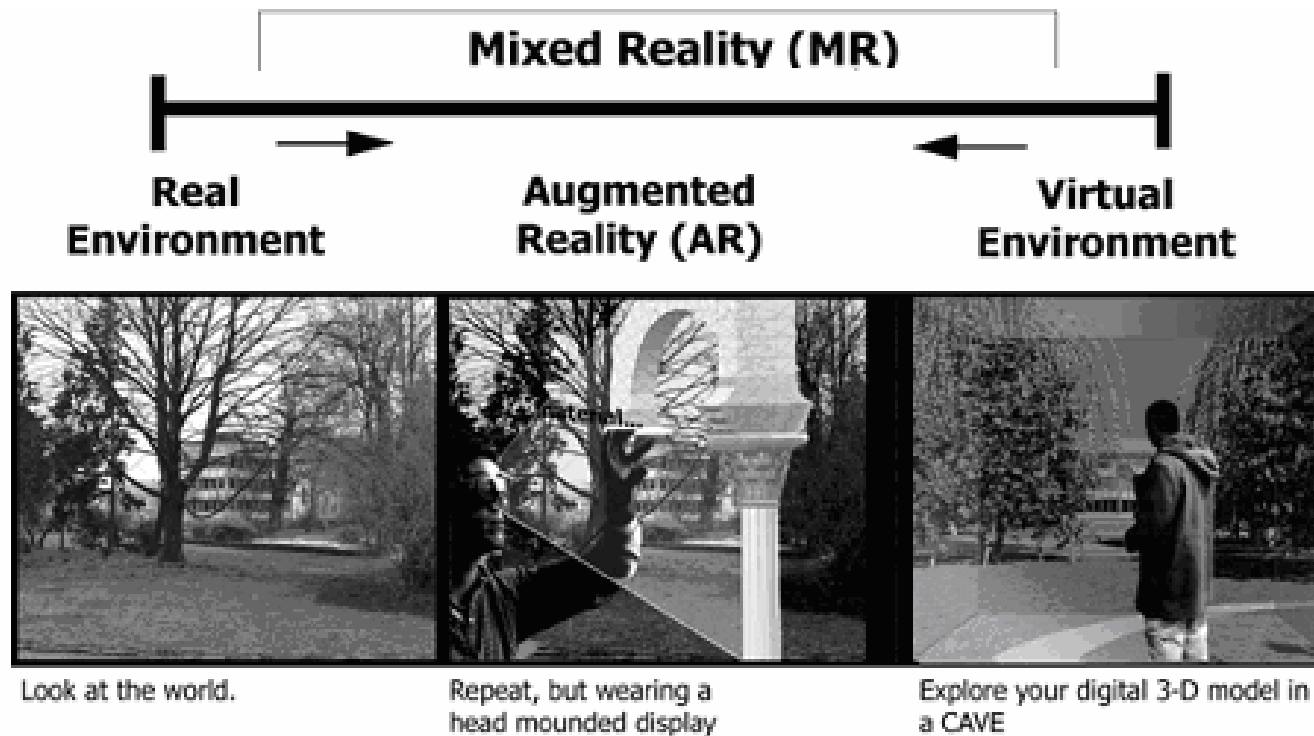 Mixed Reality (MR)
Real
Environment
Augmented
Reality (AR)
Virtual
Environment
Look at the world.
Repeat, but wearing a
head mounded display
Explore your digital 3-D model in
a CAVE